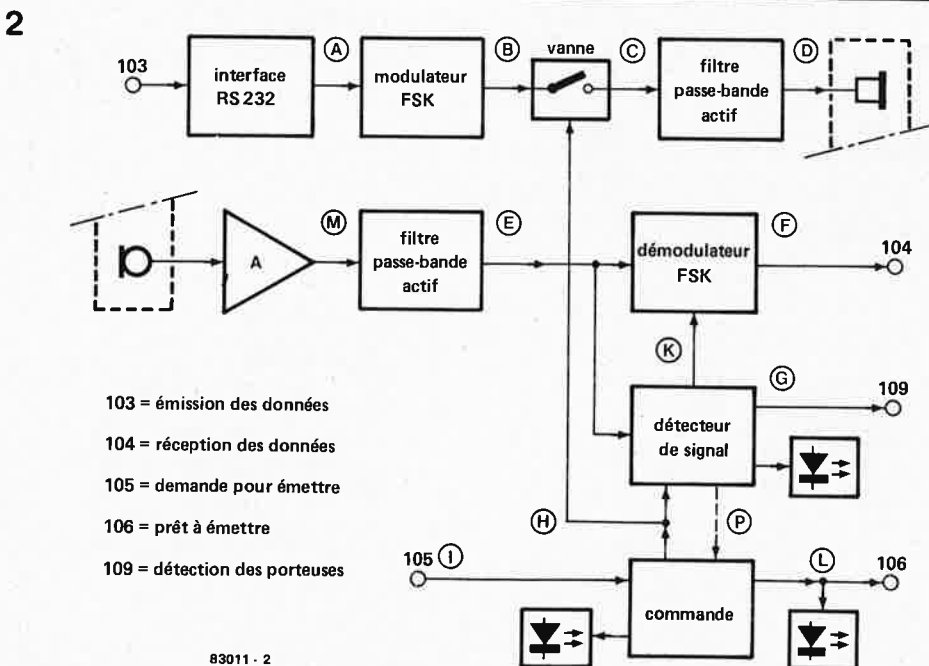 2
103
interface
RS 232
A
modulateur
FSK
B
vanne
C
filtre
passe-bande
actif
D
A
M
filtre
passe-bande
actif
E
démodulateur
FSK
F
104
K
G
109
détecteur
de signal
H
P
105
I
commande
L
106
103 = émission des données
104 = réception des données
105 = demande pour émettre
106 = prêt à émettre
109 = détection des porteuses
83011 - 2